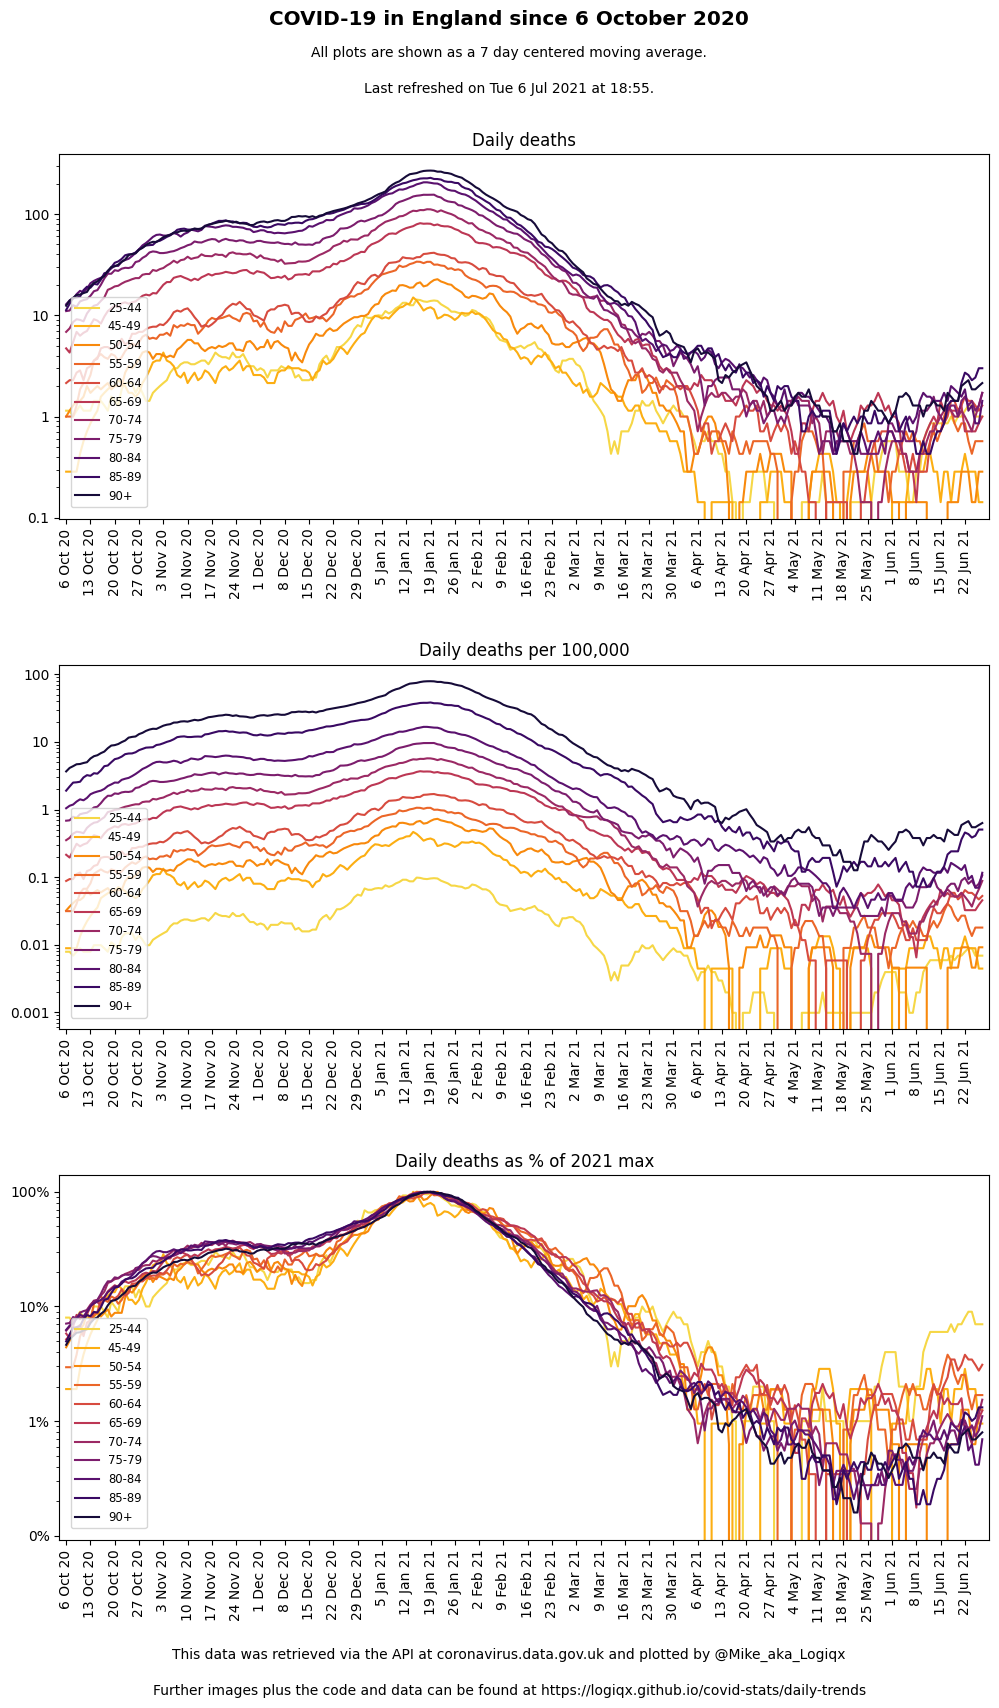 COVID-19 in England since 6 October 2020
All plots are shown as a 7 day centered moving average.
Last refreshed on Tue 6 Jul 2021 at 18:55.
Daily deaths
100
10
1
0.1
25-44
45-49
50-54
55-59
60-64
65-69
70-74
75-79
80-84
85-89
90+
6 Oct 20
13 Oct 20
20 Oct 20
27 Oct 20
3 Nov 20
10 Nov 20
17 Nov 20
24 Nov 20
1 Dec 20
8 Dec 20
15 Dec 20
22 Dec 20
29 Dec 20
5 Jan 21
12 Jan 21
19 Jan 21
26 Jan 21
2 Feb 21
9 Feb 21
16 Feb 21
23 Feb 21
2 Mar 21
9 Mar 21
16 Mar 21
23 Mar 21
30 Mar 21
6 Apr 21
13 Apr 21
20 Apr 21
27 Apr 21
4 May 21
11 May 21
18 May 21
25 May 21
1 Jun 21
8 Jun 21
15 Jun 21
22 Jun 21
Daily deaths per 100,000
100
10
1
0.1
0.01
0.001
25-44
45-49
50-54
55-59
60-64
65-69
70-74
75-79
80-84
85-89
90+
6 Oct 20
13 Oct 20
20 Oct 20
27 Oct 20
3 Nov 20
10 Nov 20
17 Nov 20
24 Nov 20
1 Dec 20
8 Dec 20
15 Dec 20
22 Dec 20
29 Dec 20
5 Jan 21
12 Jan 21
19 Jan 21
26 Jan 21
2 Feb 21
9 Feb 21
16 Feb 21
23 Feb 21
2 Mar 21
9 Mar 21
16 Mar 21
23 Mar 21
30 Mar 21
6 Apr 21
13 Apr 21
20 Apr 21
27 Apr 21
4 May 21
11 May 21
18 May 21
25 May 21
1 Jun 21
8 Jun 21
15 Jun 21
22 Jun 21
Daily deaths as % of 2021 max
100%
10%
1%
0%
25-44
45-49
50-54
55-59
60-64
65-69
70-74
75-79
80-84
85-89
90+
6 Oct 20
13 Oct 20
20 Oct 20
27 Oct 20
3 Nov 20
10 Nov 20
17 Nov 20
24 Nov 20
1 Dec 20
8 Dec 20
15 Dec 20
22 Dec 20
29 Dec 20
5 Jan 21
12 Jan 21
19 Jan 21
26 Jan 21
2 Feb 21
9 Feb 21
16 Feb 21
23 Feb 21
2 Mar 21
9 Mar 21
16 Mar 21
23 Mar 21
30 Mar 21
6 Apr 21
13 Apr 21
20 Apr 21
27 Apr 21
4 May 21
11 May 21
18 May 21
25 May 21
1 Jun 21
8 Jun 21
15 Jun 21
22 Jun 21
This data was retrieved via the API at coronavirus.data.gov.uk and plotted by @Mike_aka_Logiqx
Further images plus the code and data can be found at https://logiqx.github.io/covid-stats/daily-trends